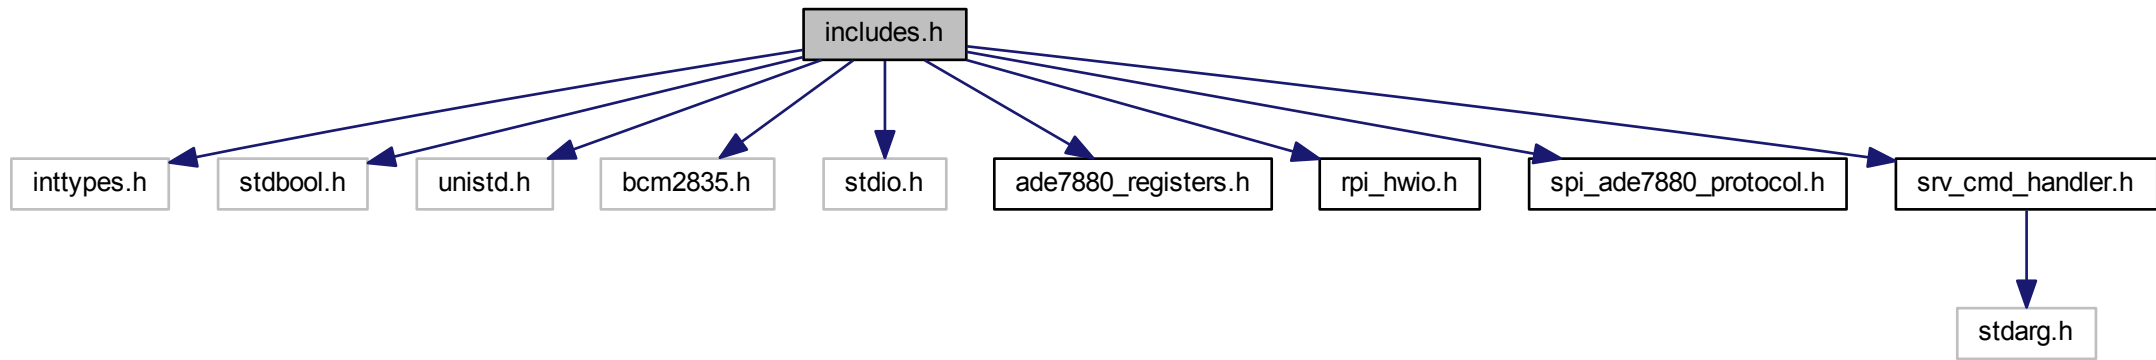 includes.h
inttypes.h
stdbool.h
unistd.h
bcm2835.h
stdio.h
ade7880_registers.h
rpi_hwio.h
spi_ade7880_protocol.h
srv_cmd_handler.h
stdarg.h